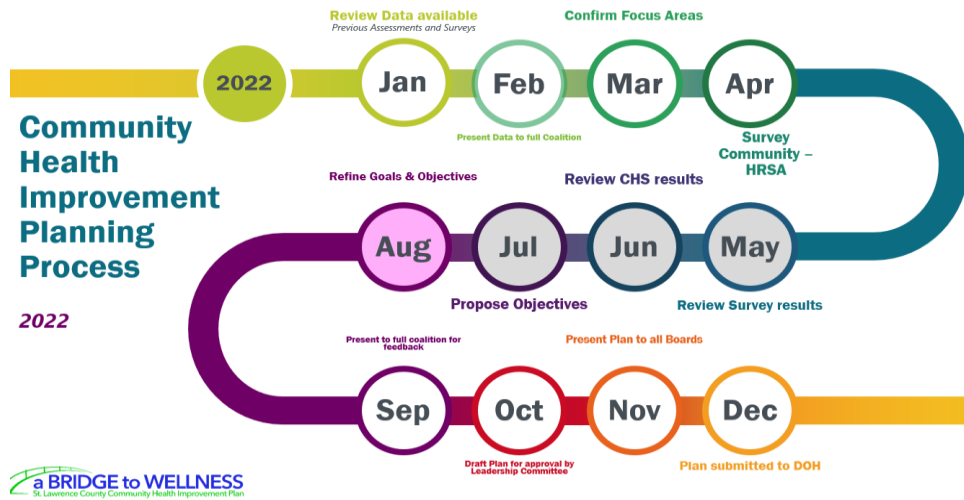 Review Data available
Previous Assessments and Surveys
Confirm Focus Areas
2022
Jan
Feb
Mar
Apr
Present Data to full Coalition
Survey
Community –
HRSA
Community
Health
Improvement
Planning
Process
2022
Refine Goals & Objectives
Review CHS results
Aug
Jul
Jun
May
Propose Objectives
Review Survey results
Present to full coalition for
feedback
Present Plan to all Boards
Sep
Oct
Nov
Dec
Draft Plan for approval by
Leadership Committee
Plan submitted to DOH
a BRIDGE to WELLNESS
St. Lawrence County Community Health Improvement Plan